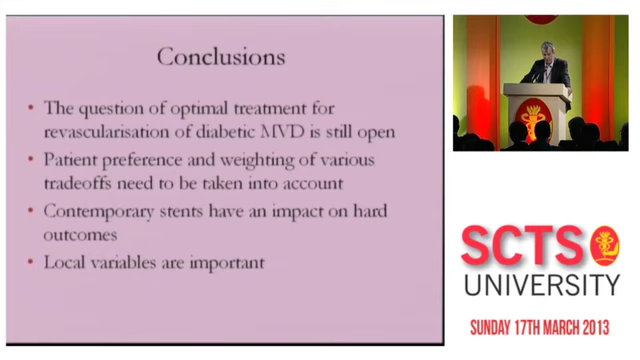 Conclusions
• The question of optimal treatment for
revascularisation of diabetic MVD is still open
• Patient preference and weighting of various
tradeoffs need to be taken into account
• Contemporary stents have an impact on hard
outcomes
• Local variables are important
SCTS
UNIVERSITY
SUNDAY 17TH MARCH 2013